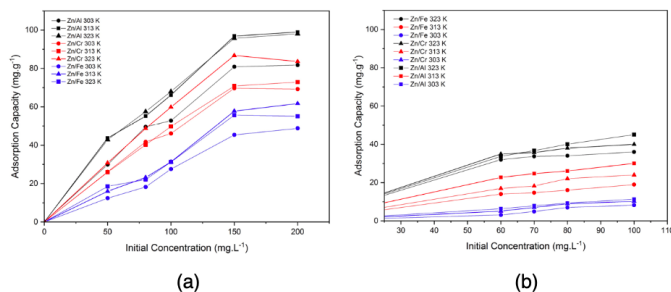 120
100
80
60
40
20
0
Adsorption Capacity (mg.g⁻¹)
Zn/Al 303 K
Zn/Al 313 K
Zn/Al 323 K
Zn/Cr 303 K
Zn/Cr 313 K
Zn/Cr 323 K
Zn/Fe 303 K
Zn/Fe 313 K
Zn/Fe 323 K
0 50 100 150 200
Initial Concentration (mg.L⁻¹)
(a)
100
80
60
40
20
0
Adsorption Capacity (mg.g⁻¹)
Zn/Fe 323 K
Zn/Fe 313 K
Zn/Fe 303 K
Zn/Cr 323 K
Zn/Cr 313 K
Zn/Cr 303 K
Zn/Al 323 K
Zn/Al 313 K
Zn/Al 303 K
30 40 50 60 70 80 90 100 110
Initial Concentration (mg.L⁻¹)
(b)